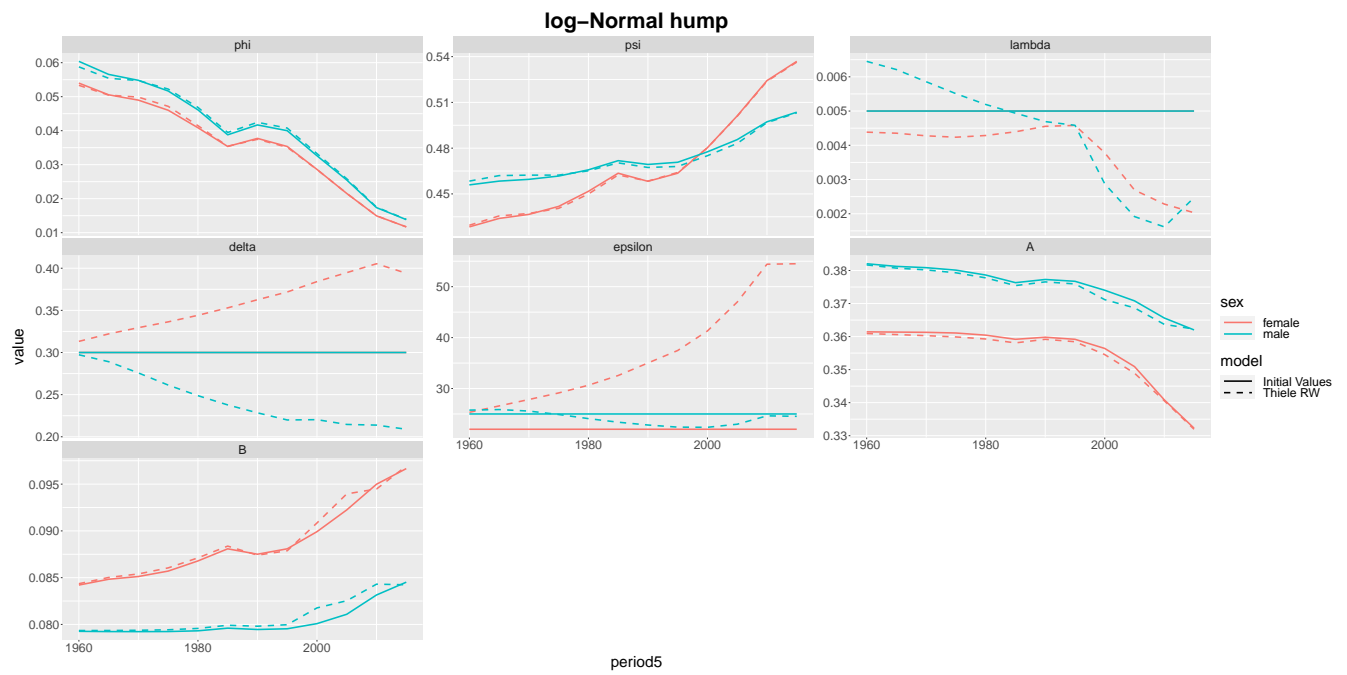 log−Normal hump
phi
psi
lambda
0.06
0.05
0.04
0.03
0.02
0.01
0.54
0.51
0.48
0.45
0.006
0.005
0.004
0.003
0.002
delta
epsilon
A
0.40
0.35
0.30
0.25
0.20
50
40
30
1960
1980
2000
0.38
0.37
0.36
0.35
0.34
0.33
1960
1980
2000
B
0.095
0.090
0.085
0.080
1960
1980
2000
value
period5
sex
female
male
model
Initial Values
Thiele RW